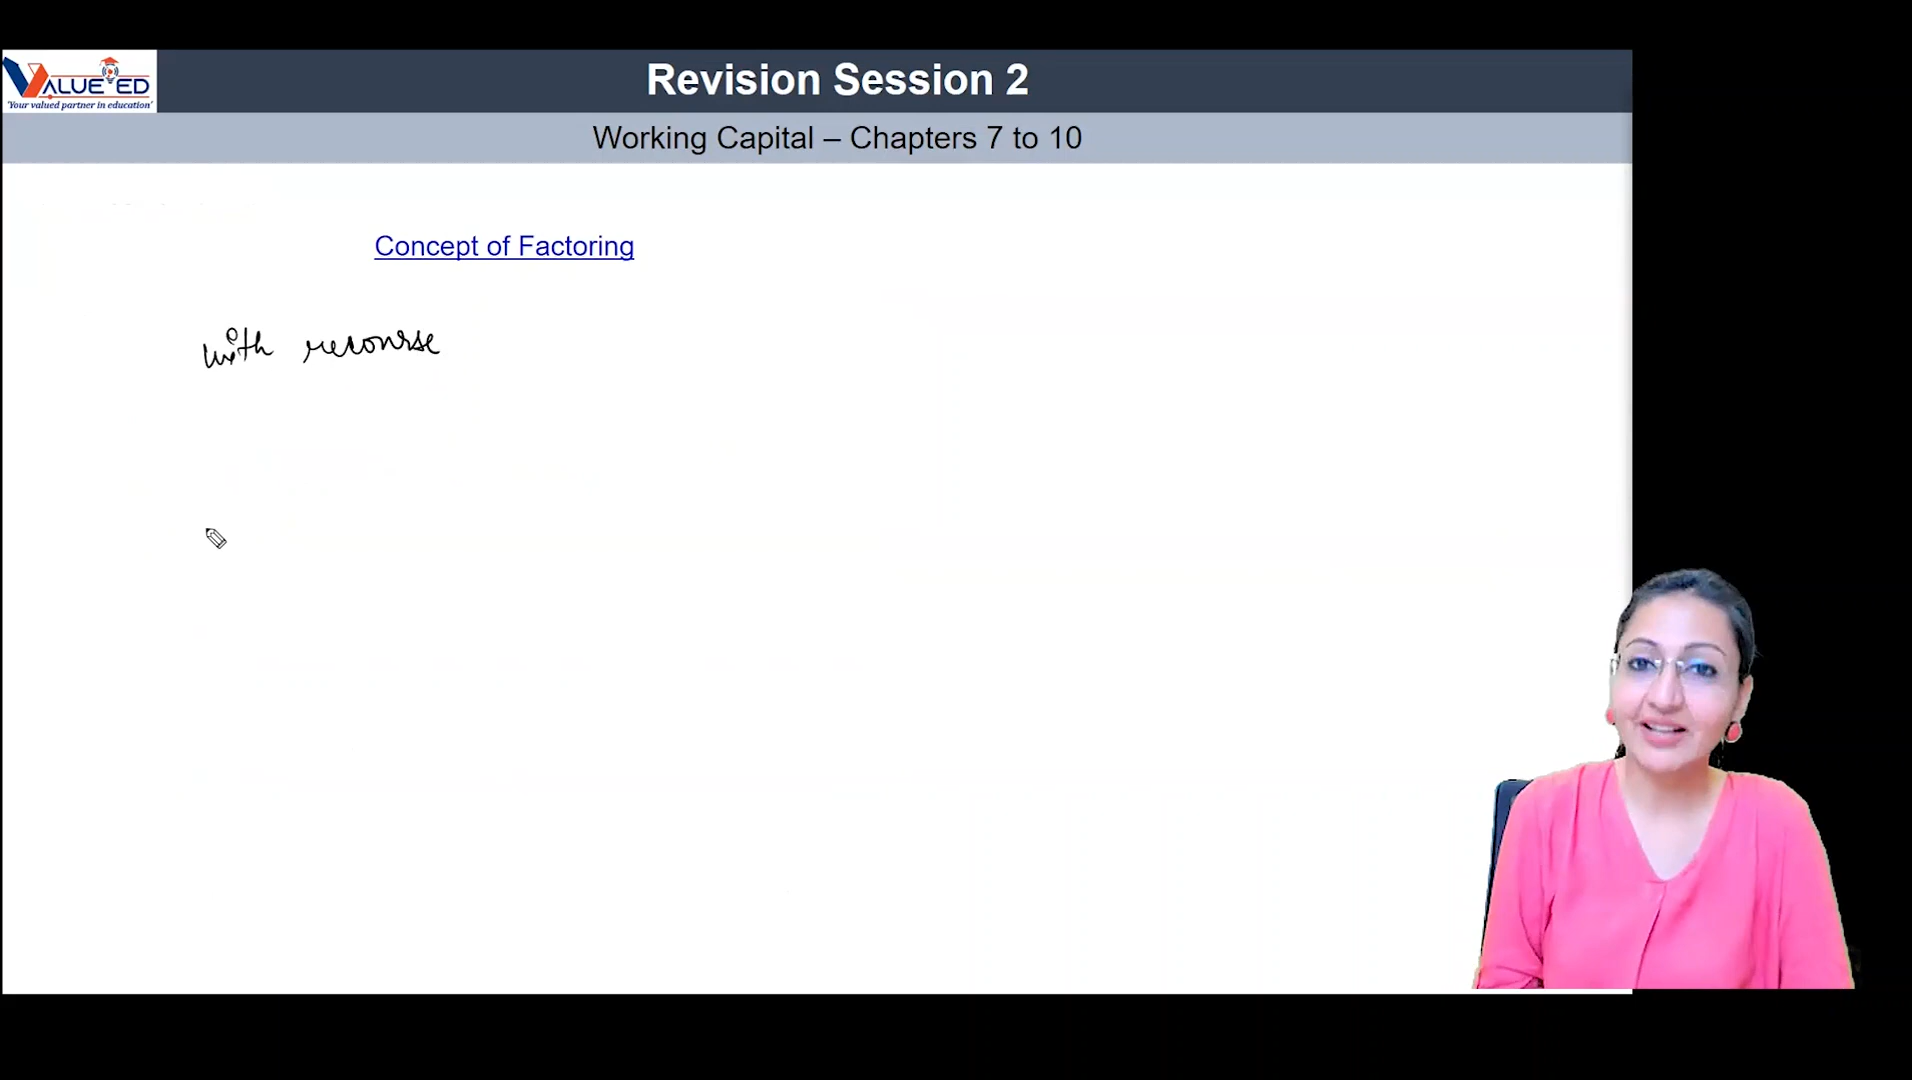 VALUE ED
'Your valued partner in education'
Revision Session 2
Working Capital – Chapters 7 to 10
Concept of Factoring
with recourse